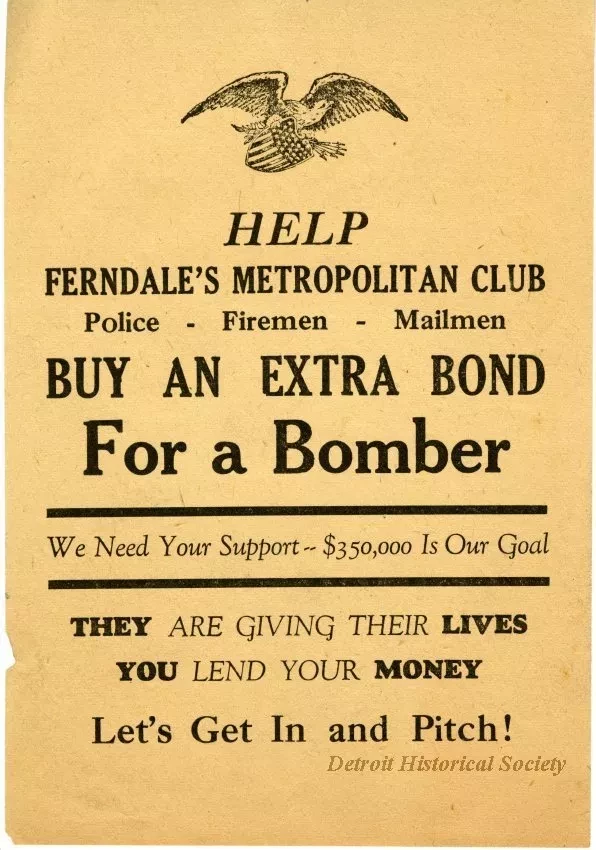 HELP
FERNDALE'S METROPOLITAN CLUB
Police - Firemen - Mailmen
BUY AN EXTRA BOND
For a Bomber
We Need Your Support -- $350,000 Is Our Goal
THEY ARE GIVING THEIR LIVES
YOU LEND YOUR MONEY
Let's Get In and Pitch!
Detroit Historical Society